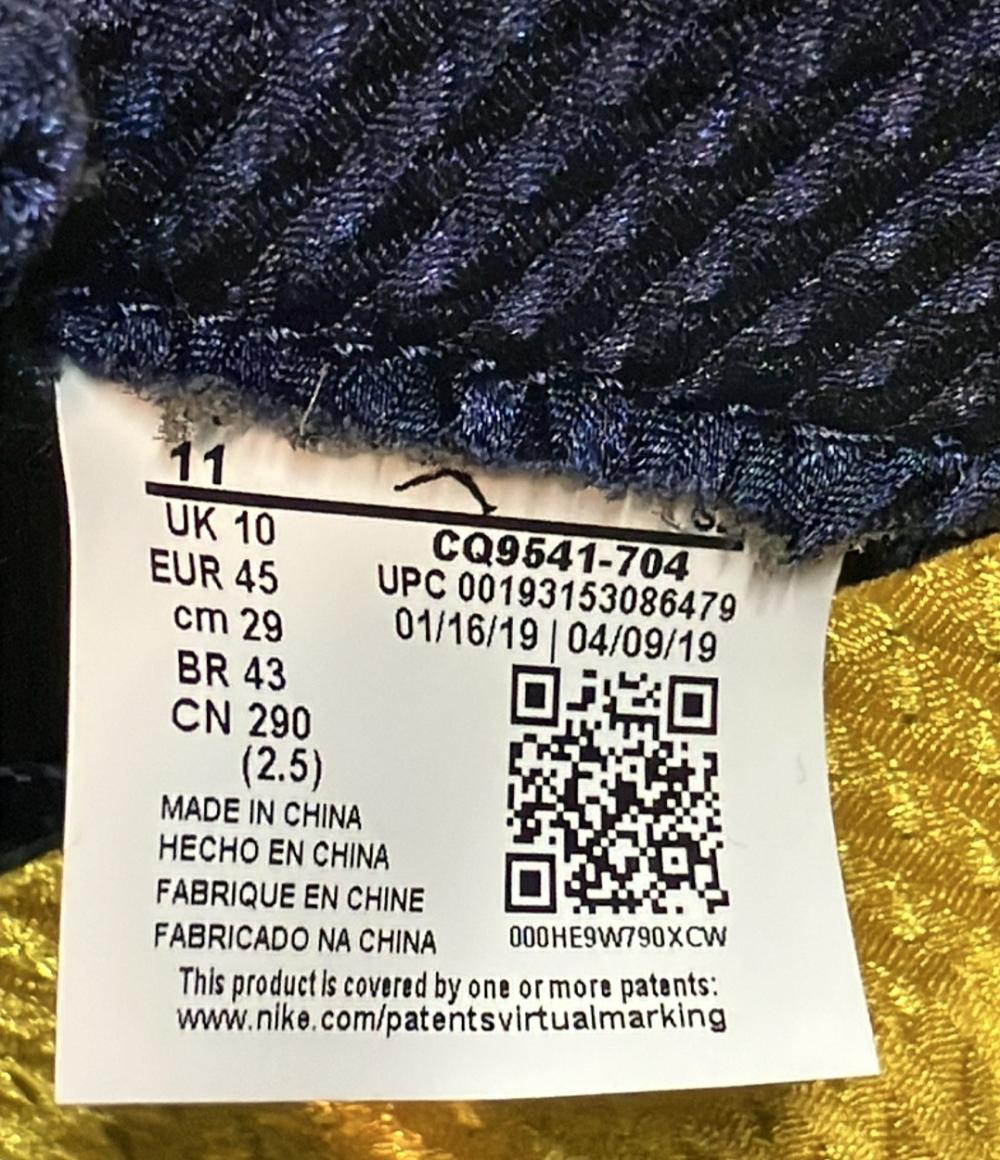 11
UK 10
EUR 45
cm 29
BR 43
CN 290
(2.5)
CQ9541-704
UPC 00193153086479
01/16/19 | 04/09/19
MADE IN CHINA
HECHO EN CHINA
FABRIQUE EN CHINE
FABRICADO NA CHINA
000HE9W790XCW
This product is covered by one or more patents:
www.nike.com/patentsvirtualmarking